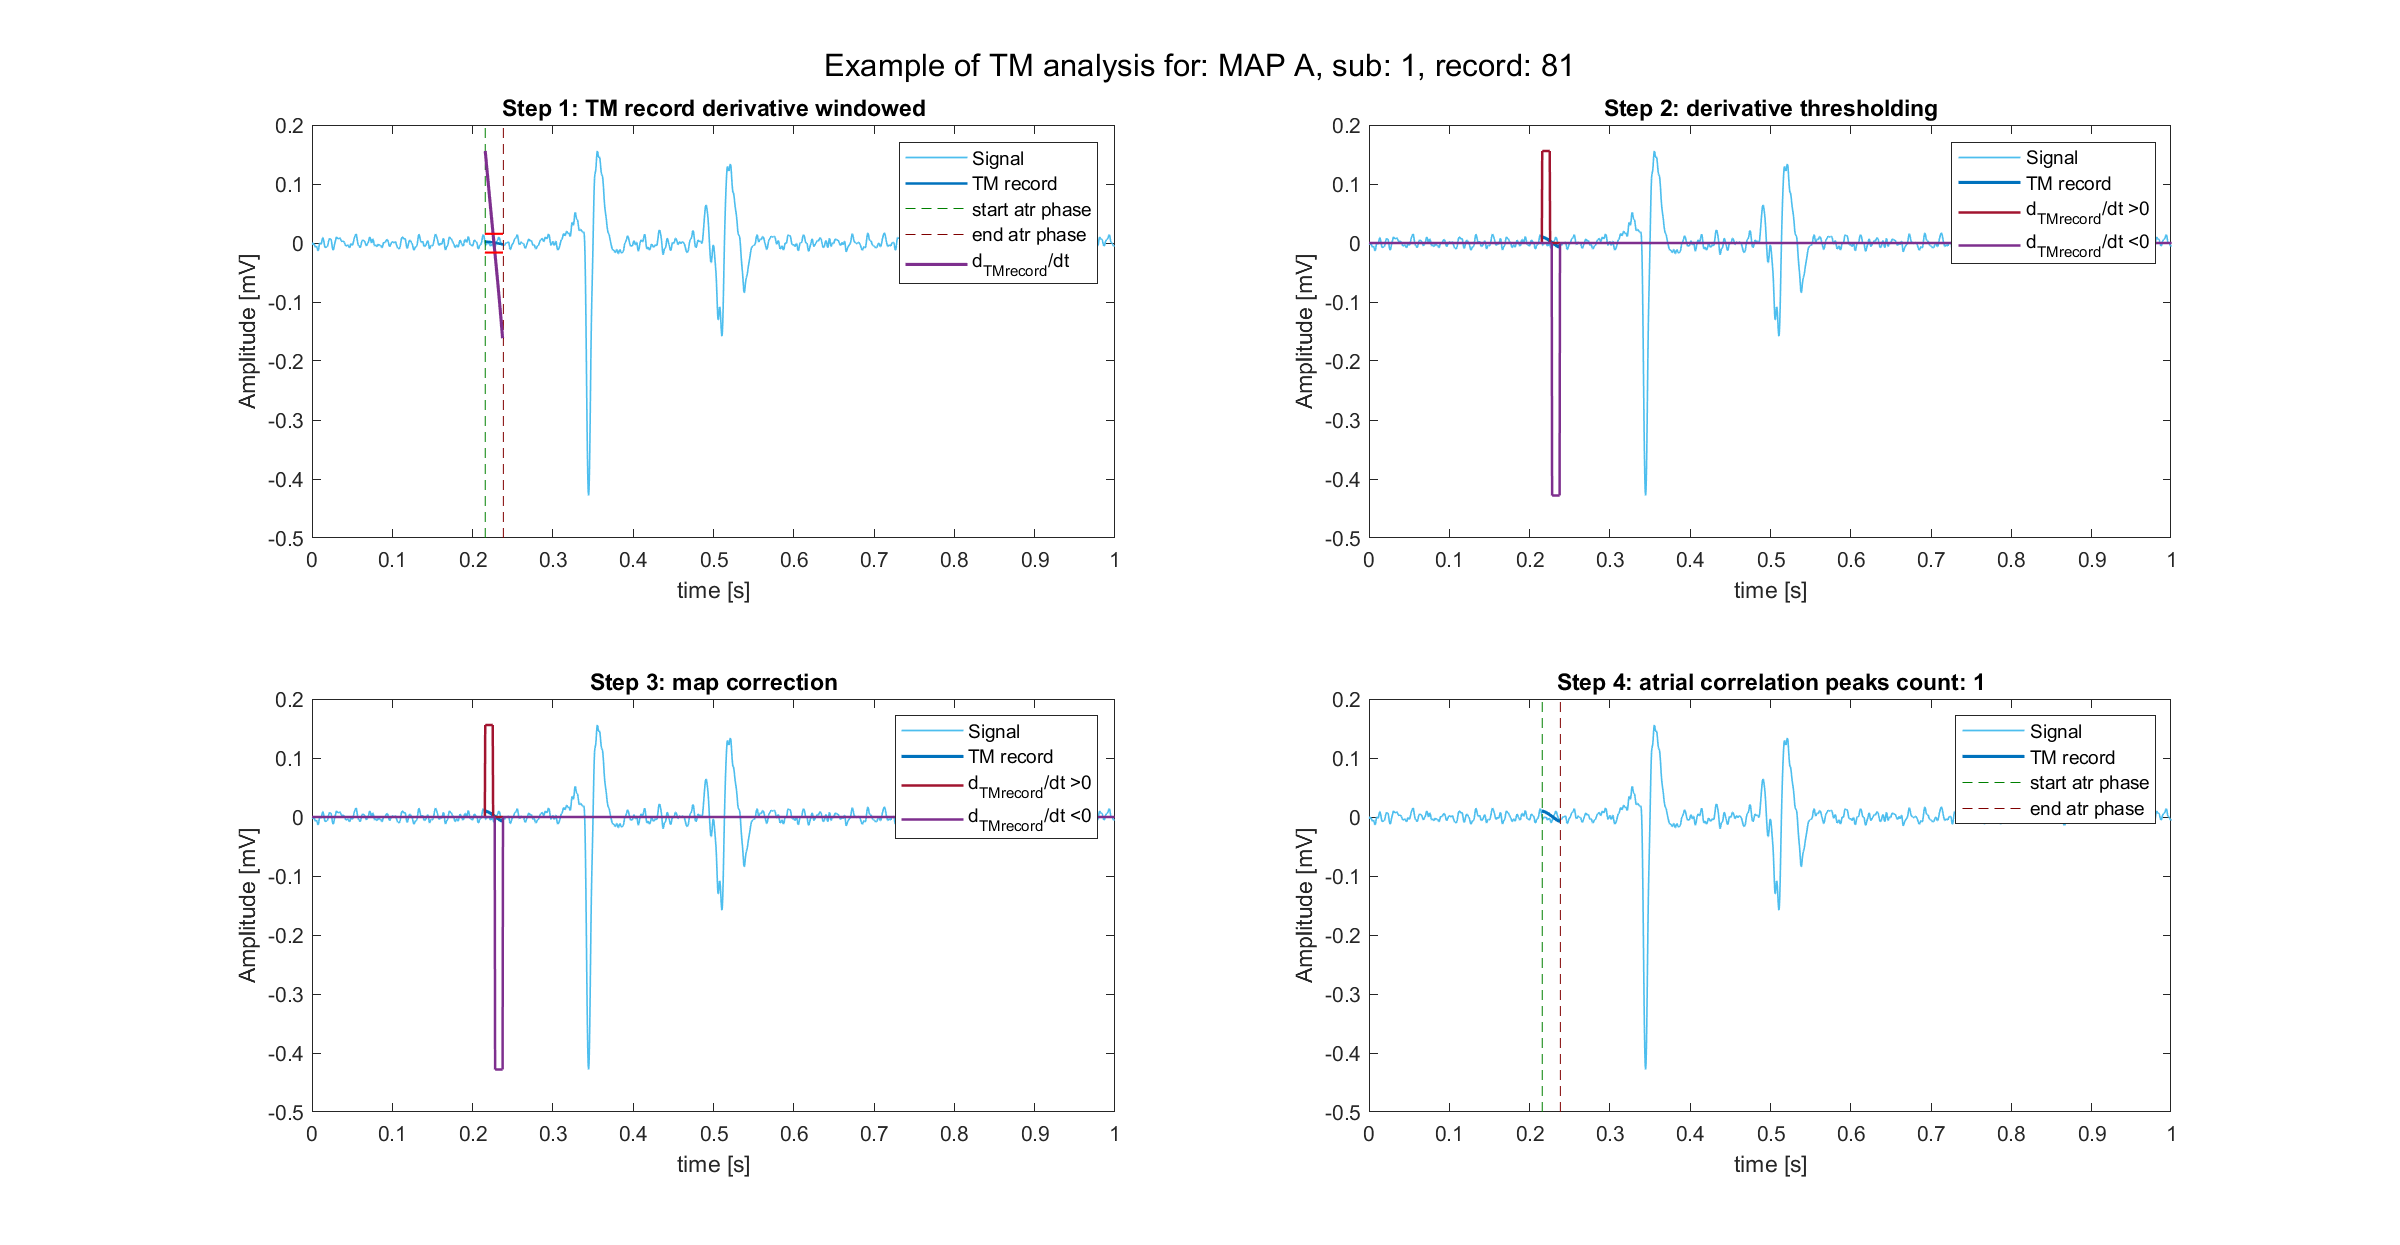 Example of TM analysis for: MAP A, sub: 1, record: 81
Step 1: TM record derivative windowed
0.2
0.1
0
-0.1
-0.2
-0.3
-0.4
-0.5
Amplitude [mV]
0 0.1 0.2 0.3 0.4 0.5 0.6 0.7 0.8 0.9 1
time [s]
Signal
TM record
start atr phase
end atr phase
dTMrecord/dt
Step 2: derivative thresholding
0.2
0.1
0
-0.1
-0.2
-0.3
-0.4
-0.5
Amplitude [mV]
0 0.1 0.2 0.3 0.4 0.5 0.6 0.7 0.8 0.9 1
time [s]
Signal
TM record
dTMrecord/dt >0
dTMrecord/dt <0
Step 3: map correction
0.2
0.1
0
-0.1
-0.2
-0.3
-0.4
-0.5
Amplitude [mV]
0 0.1 0.2 0.3 0.4 0.5 0.6 0.7 0.8 0.9 1
time [s]
Signal
TM record
dTMrecord/dt >0
dTMrecord/dt <0
Step 4: atrial correlation peaks count: 1
0.2
0.1
0
-0.1
-0.2
-0.3
-0.4
-0.5
Amplitude [mV]
0 0.1 0.2 0.3 0.4 0.5 0.6 0.7 0.8 0.9 1
time [s]
Signal
TM record
start atr phase
end atr phase